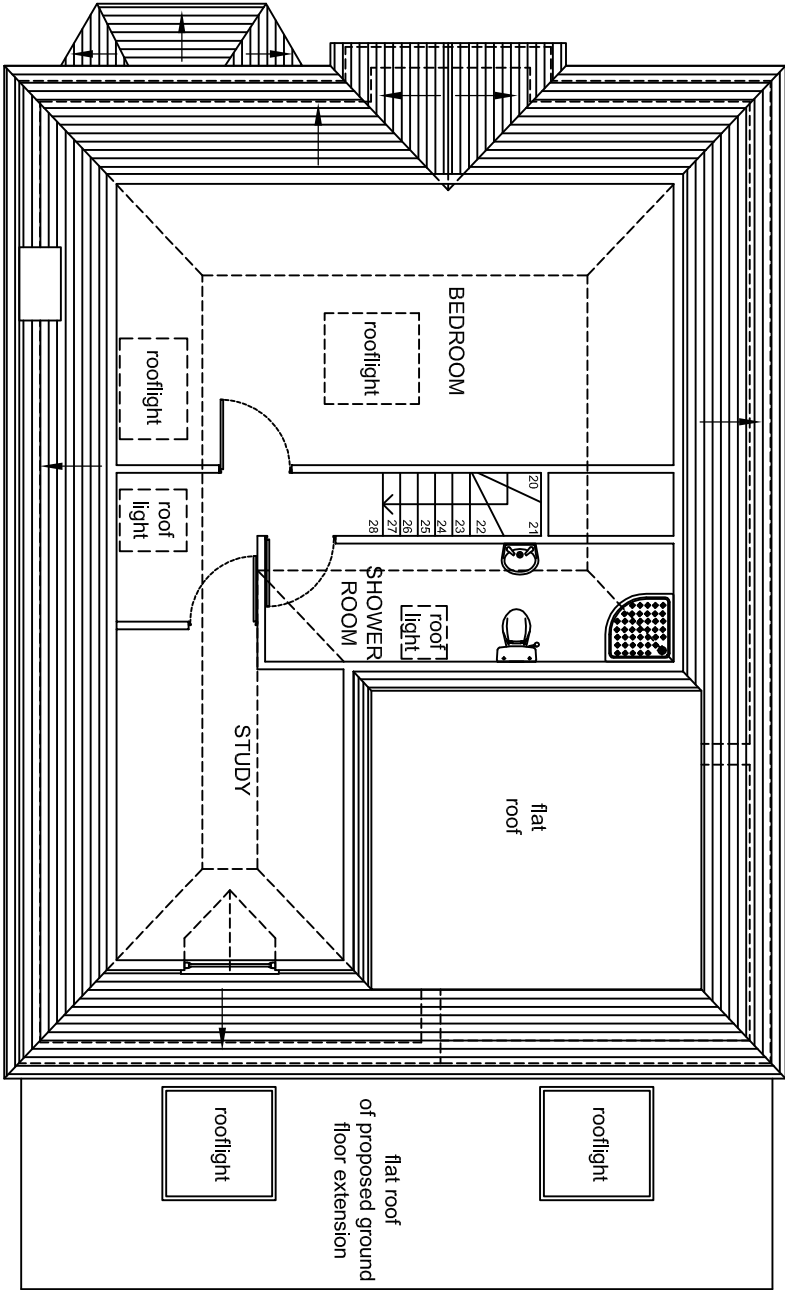 BEDROOM
rooflight
rooflight
roof
light
20
21
22
23
24
25
26
27
28
SHOWER
ROOM
roof
light
STUDY
flat
roof
rooflight
rooflight
flat roof
of proposed ground
floor extension